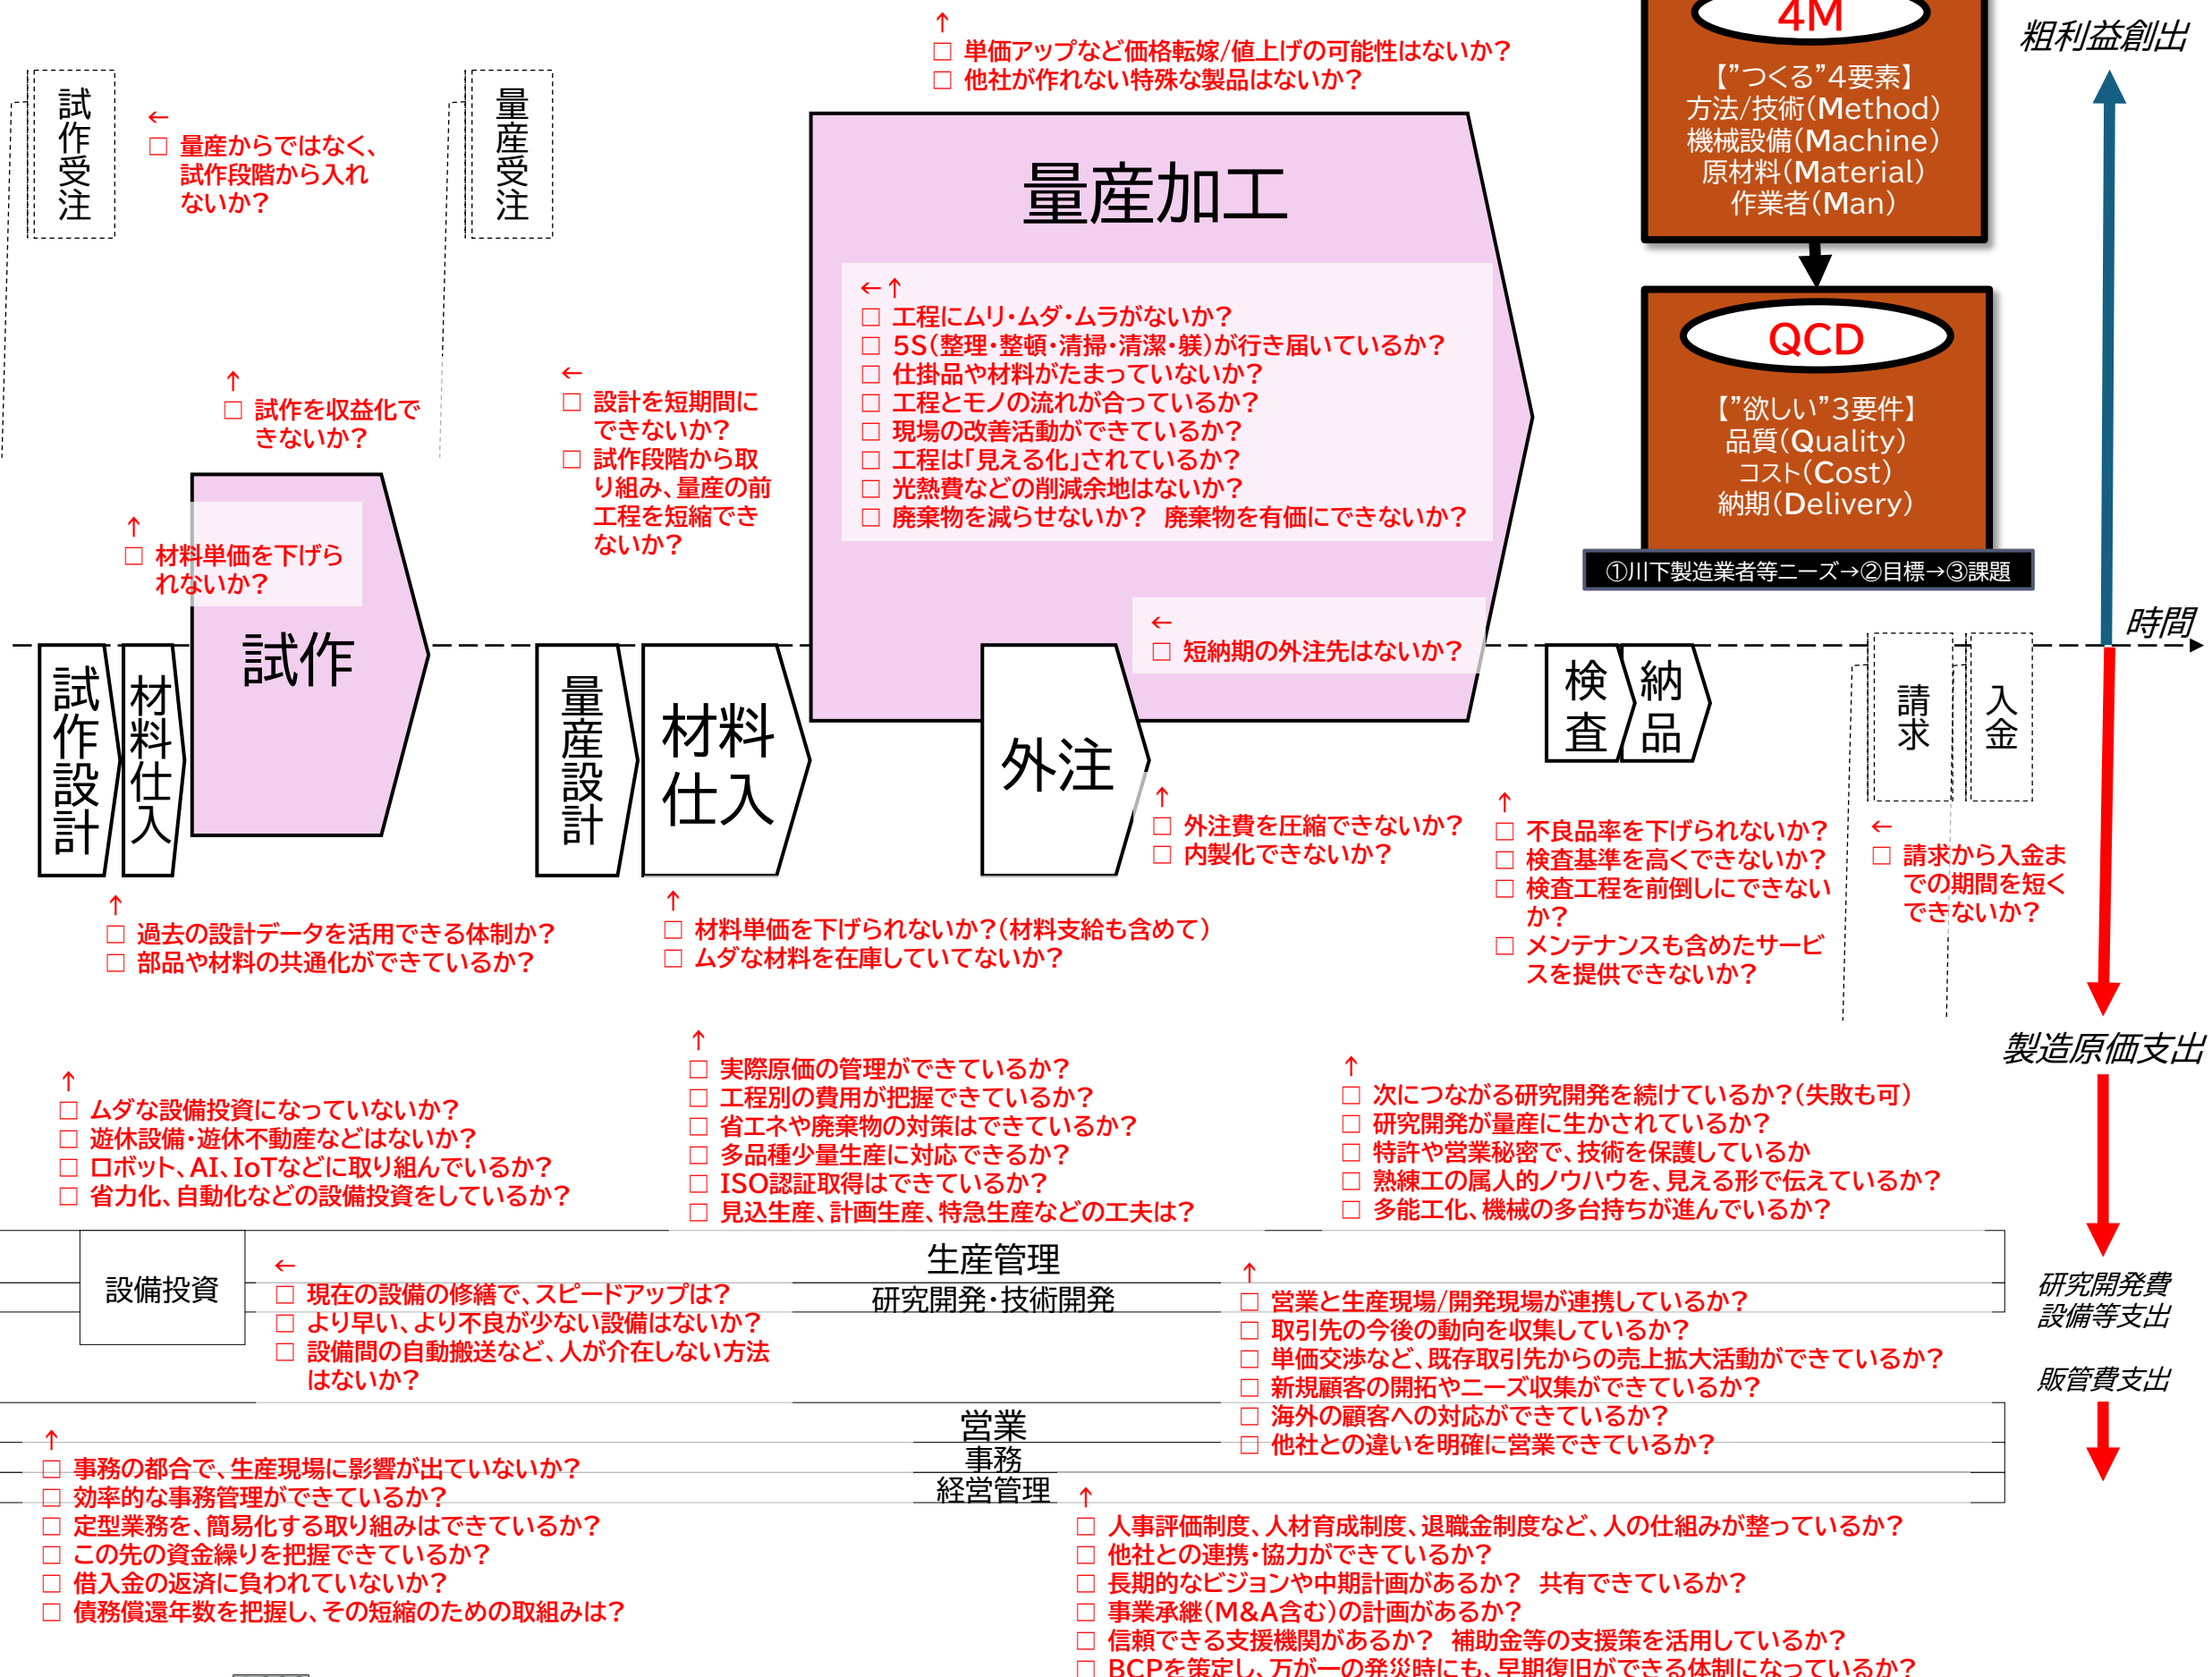 ↑
□ 単価アップなど価格転嫁/値上げの可能性はないか?
□ 他社が作れない特殊な製品はないか?
4M
【”つくる”4要素】
方法/技術(Method)
機械設備(Machine)
原材料(Material)
作業者(Man)
粗利益創出
試作受注
←
□ 量産からではなく、
試作段階から入れ
ないか?
量産受注
量産加工
←↑
□ 工程にムリ・ムダ・ムラがないか?
□ 5S(整理・整頓・清掃・清潔・躾)が行き届いているか?
□ 仕掛品や材料がたまっていないか?
□ 工程とモノの流れが合っているか?
□ 現場の改善活動ができているか?
□ 工程は「見える化」されているか?
□ 光熱費などの削減余地はないか?
□ 廃棄物を減らせないか? 廃棄物を有価にできないか?
QCD
【”欲しい”3要件】
品質(Quality)
コスト(Cost)
納期(Delivery)
①川下製造業者等ニーズ→②目標→③課題
↑
□ 試作を収益化で
きないか?
←
□ 設計を短期間に
できないか?
□ 試作段階から取
り組み、量産の前
工程を短縮でき
ないか?
↑
□ 材料単価を下げら
れないか?
試作
←
□ 短納期の外注先はないか?
時間
試作設計
材料仕入
量産設計
材料
仕入
外注
検査
納品
請求
入金
↑
□ 外注費を圧縮できないか?
□ 内製化できないか?
↑
□ 不良品率を下げられないか?
□ 検査基準を高くできないか?
□ 検査工程を前倒しにできない
か?
□ メンテナンスも含めたサービ
スを提供できないか?
←
□ 請求から入金ま
での期間を短く
できないか?
↑
□ 過去の設計データを活用できる体制か?
□ 部品や材料の共通化ができているか?
↑
□ 材料単価を下げられないか?(材料支給も含めて)
□ ムダな材料を在庫していてないか?
製造原価支出
↑
□ ムダな設備投資になっていないか?
□ 遊休設備・遊休不動産などはないか?
□ ロボット、AI、IoTなどに取り組んでいるか?
□ 省力化、自動化などの設備投資をしているか?
↑
□ 実際原価の管理ができているか?
□ 工程別の費用が把握できているか?
□ 省エネや廃棄物の対策はできているか?
□ 多品種少量生産に対応できるか?
□ ISO認証取得はできているか?
□ 見込生産、計画生産、特急生産などの工夫は?
↑
□ 次につながる研究開発を続けているか?(失敗も可)
□ 研究開発が量産に生かされているか?
□ 特許や営業秘密で、技術を保護しているか
□ 熟練工の属人的ノウハウを、見える形で伝えているか?
□ 多能工化、機械の多台持ちが進んでいるか?
設備投資
←
□ 現在の設備の修繕で、スピードアップは?
□ より早い、より不良が少ない設備はないか?
□ 設備間の自動搬送など、人が介在しない方法
はないか?
生産管理
研究開発・技術開発
↑
□ 営業と生産現場/開発現場が連携しているか?
□ 取引先の今後の動向を収集しているか?
□ 単価交渉など、既存取引先からの売上拡大活動ができているか?
□ 新規顧客の開拓やニーズ収集ができているか?
□ 海外の顧客への対応ができているか?
□ 他社との違いを明確に営業できているか?
研究開発費
設備等支出
販管費支出
営業
事務
経営管理
↑
□ 事務の都合で、生産現場に影響が出ていないか?
□ 効率的な事務管理ができているか?
□ 定型業務を、簡易化する取り組みはできているか?
□ この先の資金繰りを把握できているか?
□ 借入金の返済に負われていないか?
□ 債務償還年数を把握し、その短縮のための取組みは?
↑
□ 人事評価制度、人材育成制度、退職金制度など、人の仕組みが整っているか?
□ 他社との連携・協力ができているか?
□ 長期的なビジョンや中期計画があるか? 共有できているか?
□ 事業承継(M&A含む)の計画があるか?
□ 信頼できる支援機関があるか? 補助金等の支援策を活用しているか?
□ BCPを策定し、万が一の発災時にも、早期復旧ができる体制になっているか?